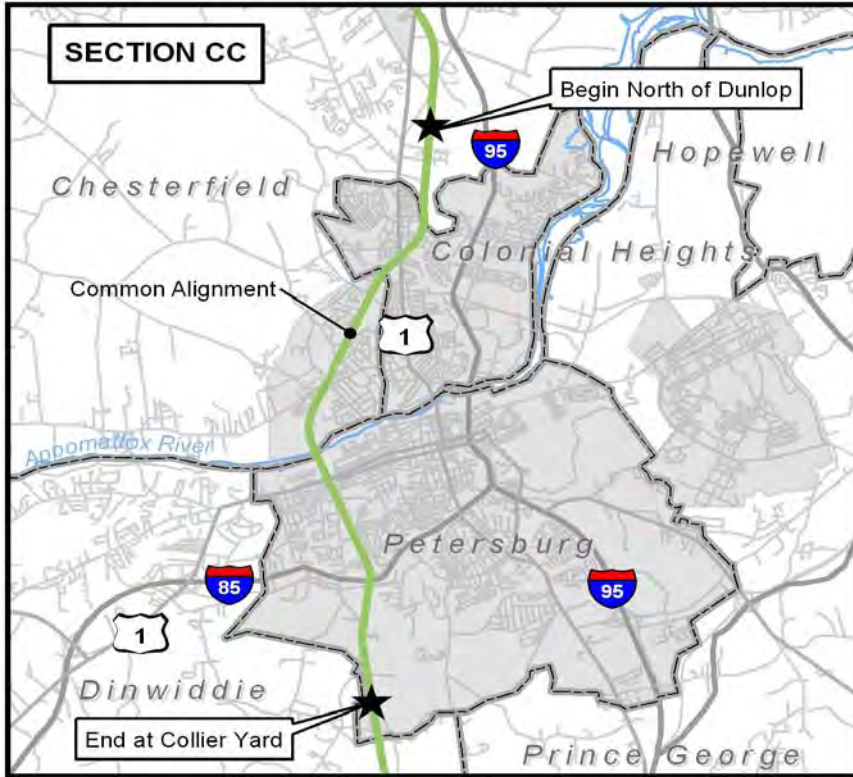 SECTION CC
Begin North of Dunlop
95
Hopewell
Chesterfield
Colonial Heights
Common Alignment
1
Appomattox River
Petersburg
85
95
1
Dinwiddie
End at Collier Yard
Prince George